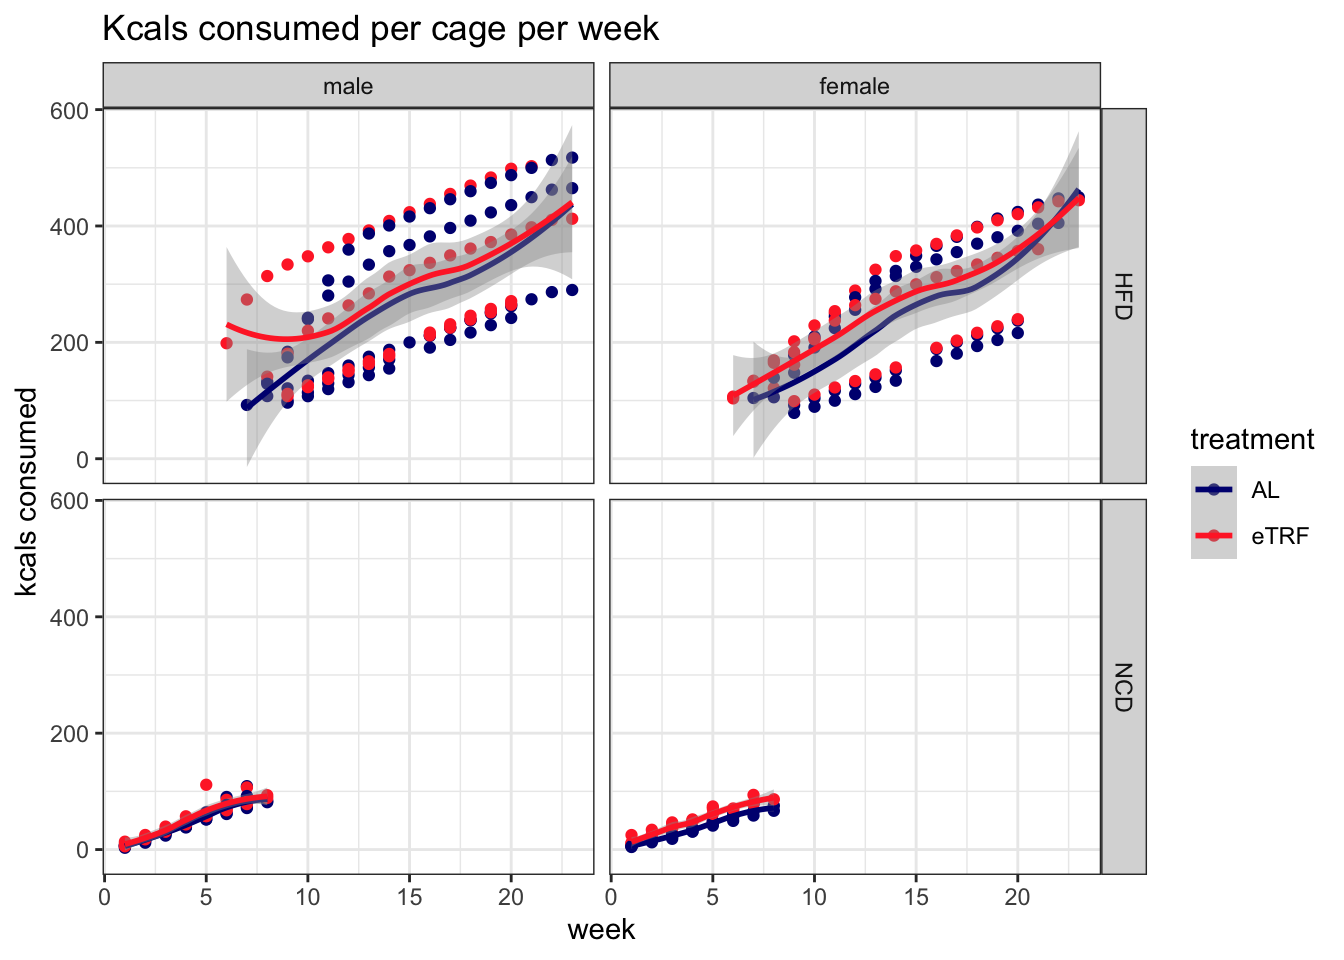 Kcals consumed per cage per week
male
female
600
400
200
0
HFD
600
400
200
0
NCD
0 5 10 15 20
0 5 10 15 20
week
kcals consumed
treatment
AL
eTRF